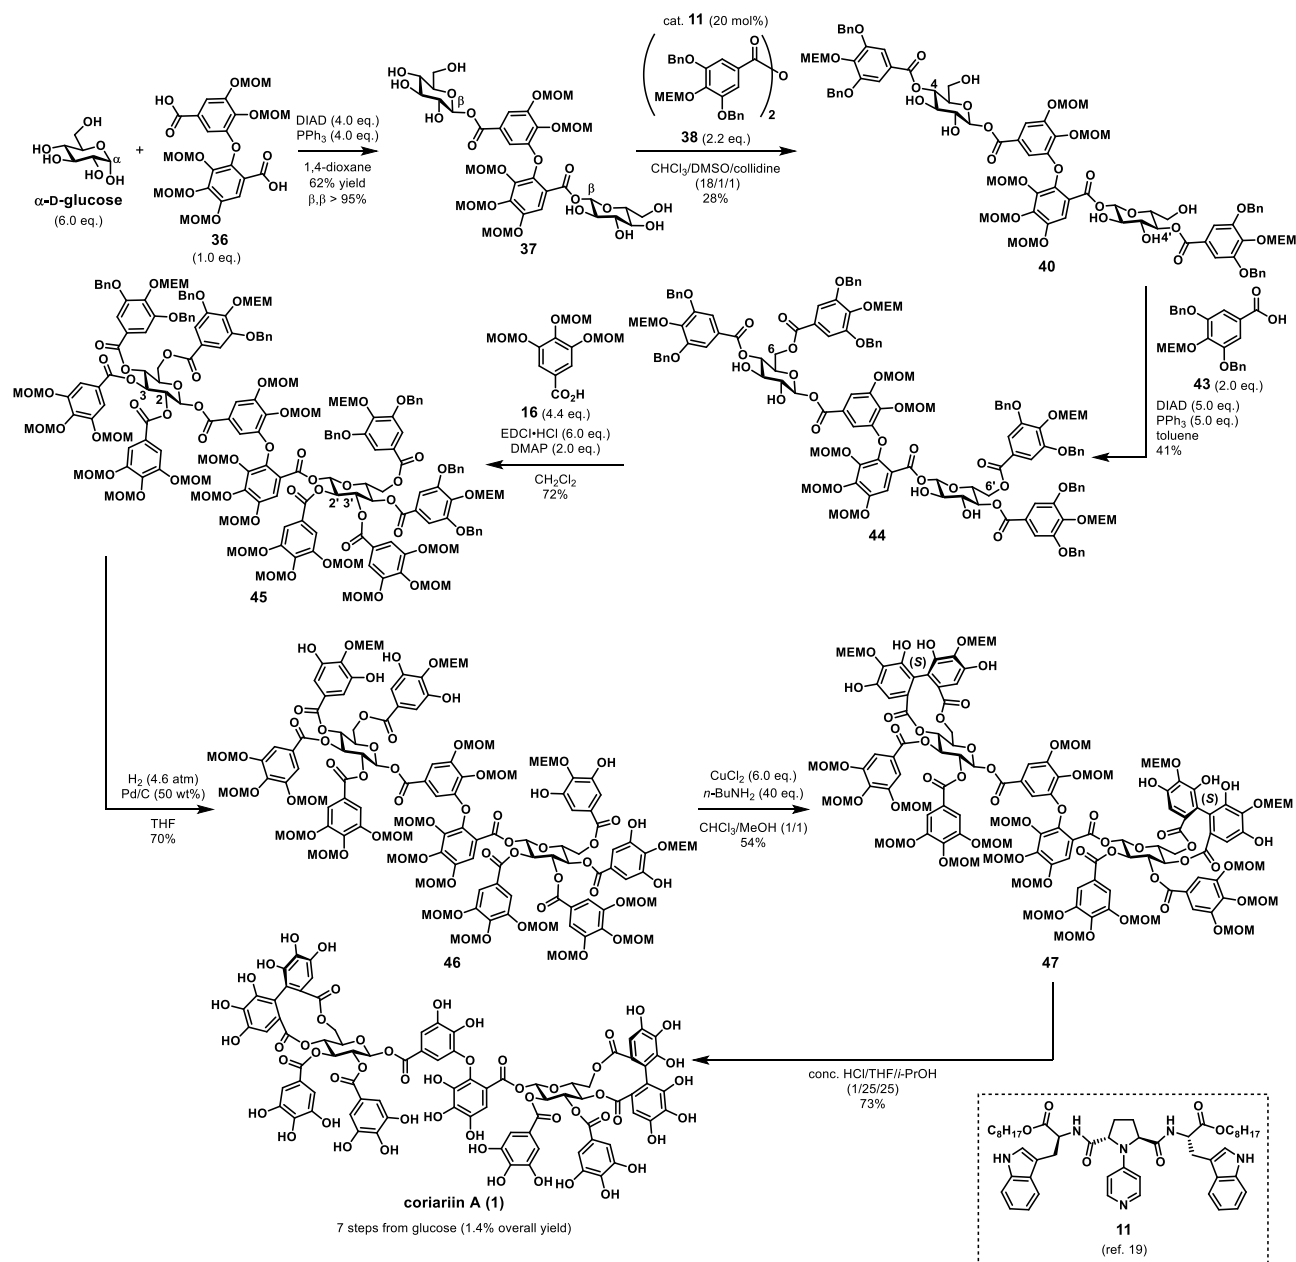 α-D-glucose
(6.0 eq.)
+
36
(1.0 eq.)
DIAD (4.0 eq.)
PPh3 (4.0 eq.)
1,4-dioxane
62% yield
β,β > 95%
37
cat. 11 (20 mol%)
38 (2.2 eq.)
CHCl3/DMSO/collidine
(18/1/1)
28%
40
43 (2.0 eq.)
DIAD (5.0 eq.)
PPh3 (5.0 eq.)
toluene
41%
44
16 (4.4 eq.)
EDCI•HCl (6.0 eq.)
DMAP (2.0 eq.)
CH2Cl2
72%
45
H2 (4.6 atm)
Pd/C (50 wt%)
THF
70%
46
CuCl2 (6.0 eq.)
n-BuNH2 (40 eq.)
CHCl3/MeOH (1/1)
54%
47
conc. HCl/THF/i-PrOH
(1/25/25)
73%
coriariin A (1)
7 steps from glucose (1.4% overall yield)
11
(ref. 19)